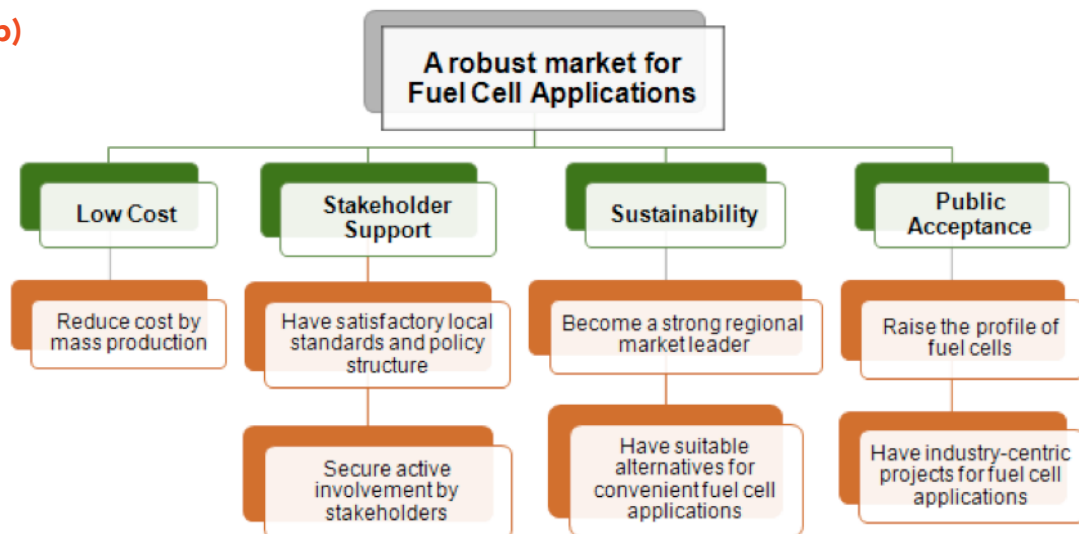 b)
A robust market for
Fuel Cell Applications
Low Cost
Stakeholder
Support
Sustainability
Public
Acceptance
Reduce cost by
mass production
Have satisfactory local
standards and policy
structure
Become a strong regional
market leader
Raise the profile of
fuel cells
Secure active
involvement by
stakeholders
Have suitable
alternatives for
convenient fuel cell
applications
Have industry-centric
projects for fuel cell
applications